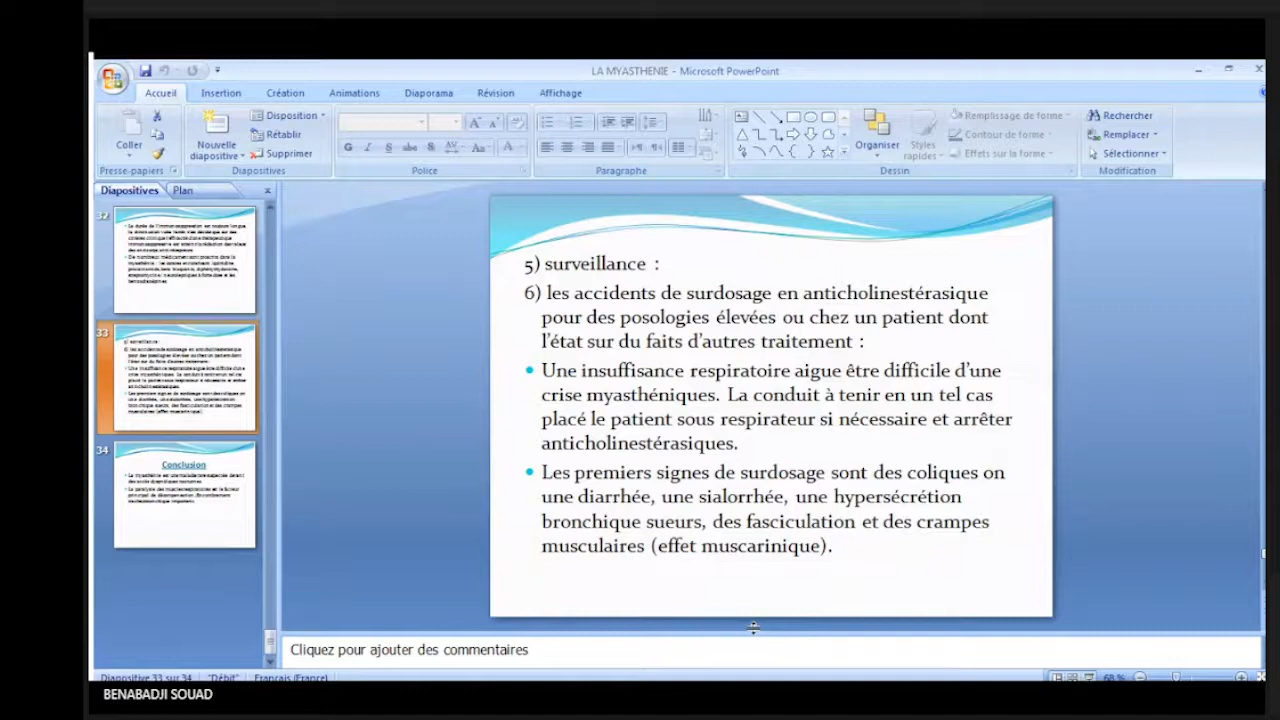 LA MYASTHENIE - Microsoft PowerPoint
Accueil Insertion Création Animations Diaporama Révision Affichage
Coller
Presse-papiers
Nouvelle diapositive
Disposition
Rétablir
Supprimer
Diapositives
Police
Paragraphe
Organiser
Styles rapides
Remplissage de forme
Contour de forme
Effets sur la forme
Dessin
Rechercher
Remplacer
Sélectionner
Modification
Diapositives Plan
32
33
34
Conclusion
5) surveillance :
6) les accidents de surdosage en anticholinestérasique
pour des posologies élevées ou chez un patient dont
l'état sur du faits d'autres traitement :
• Une insuffisance respiratoire aigue être difficile d'une
crise myasthéniques. La conduit a tenir en un tel cas
placé le patient sous respirateur si nécessaire et arrêter
anticholinestérasiques.
• Les premier signes de surdosage son des coliques on
une diarrhée, une sialorrhée, une hypersécrétion
bronchique sueurs, des fasciculation et des crampes
musculaires (effet muscarinique).
Cliquez pour ajouter des commentaires
Diapositive 33 sur 34 "Débit" Français (France) 68 %
BENABADJI SOUAD